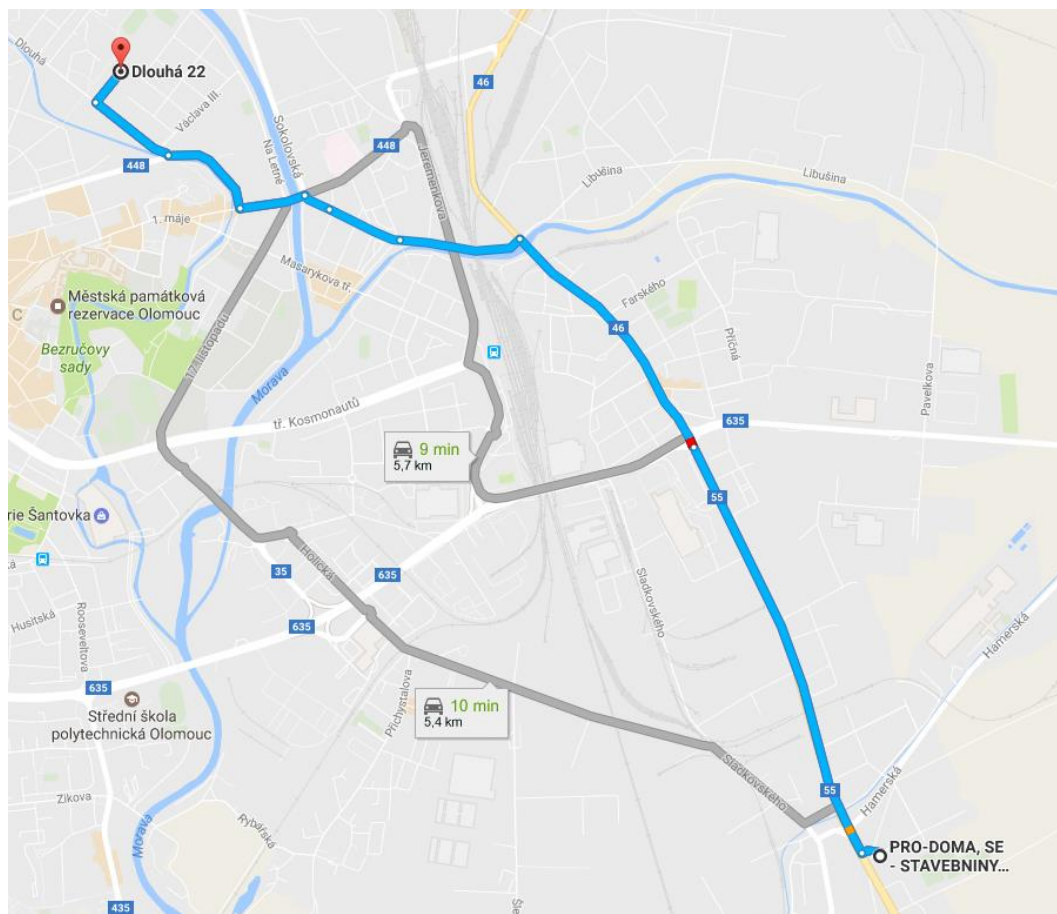 Dlouhá
Dlouhá 22
46
Václava III.
448
Na Letné
Sokolovská
448
Jeremenkova
Libušina
Libušina
1. máje
Masarykova tř.
Městská památková
rezervace Olomouc
C
Bezručovy
sady
17. listopadu
Morava
Farského
46
Příčná
Pavelkova
tř. Kosmonautů
635
9 min
5,7 km
55
rie Šantovka
35
Holická
635
635
Sladkovského
Hamerská
Husitská
Rooseveltova
635
Střední škola
polytechnická Olomouc
Přichystalova
10 min
5,4 km
Sladkovského
55
Hamerská
Zikova
Morava
Rybářská
PRO-DOMA, SE
- STAVEBNINY...
435
Šle